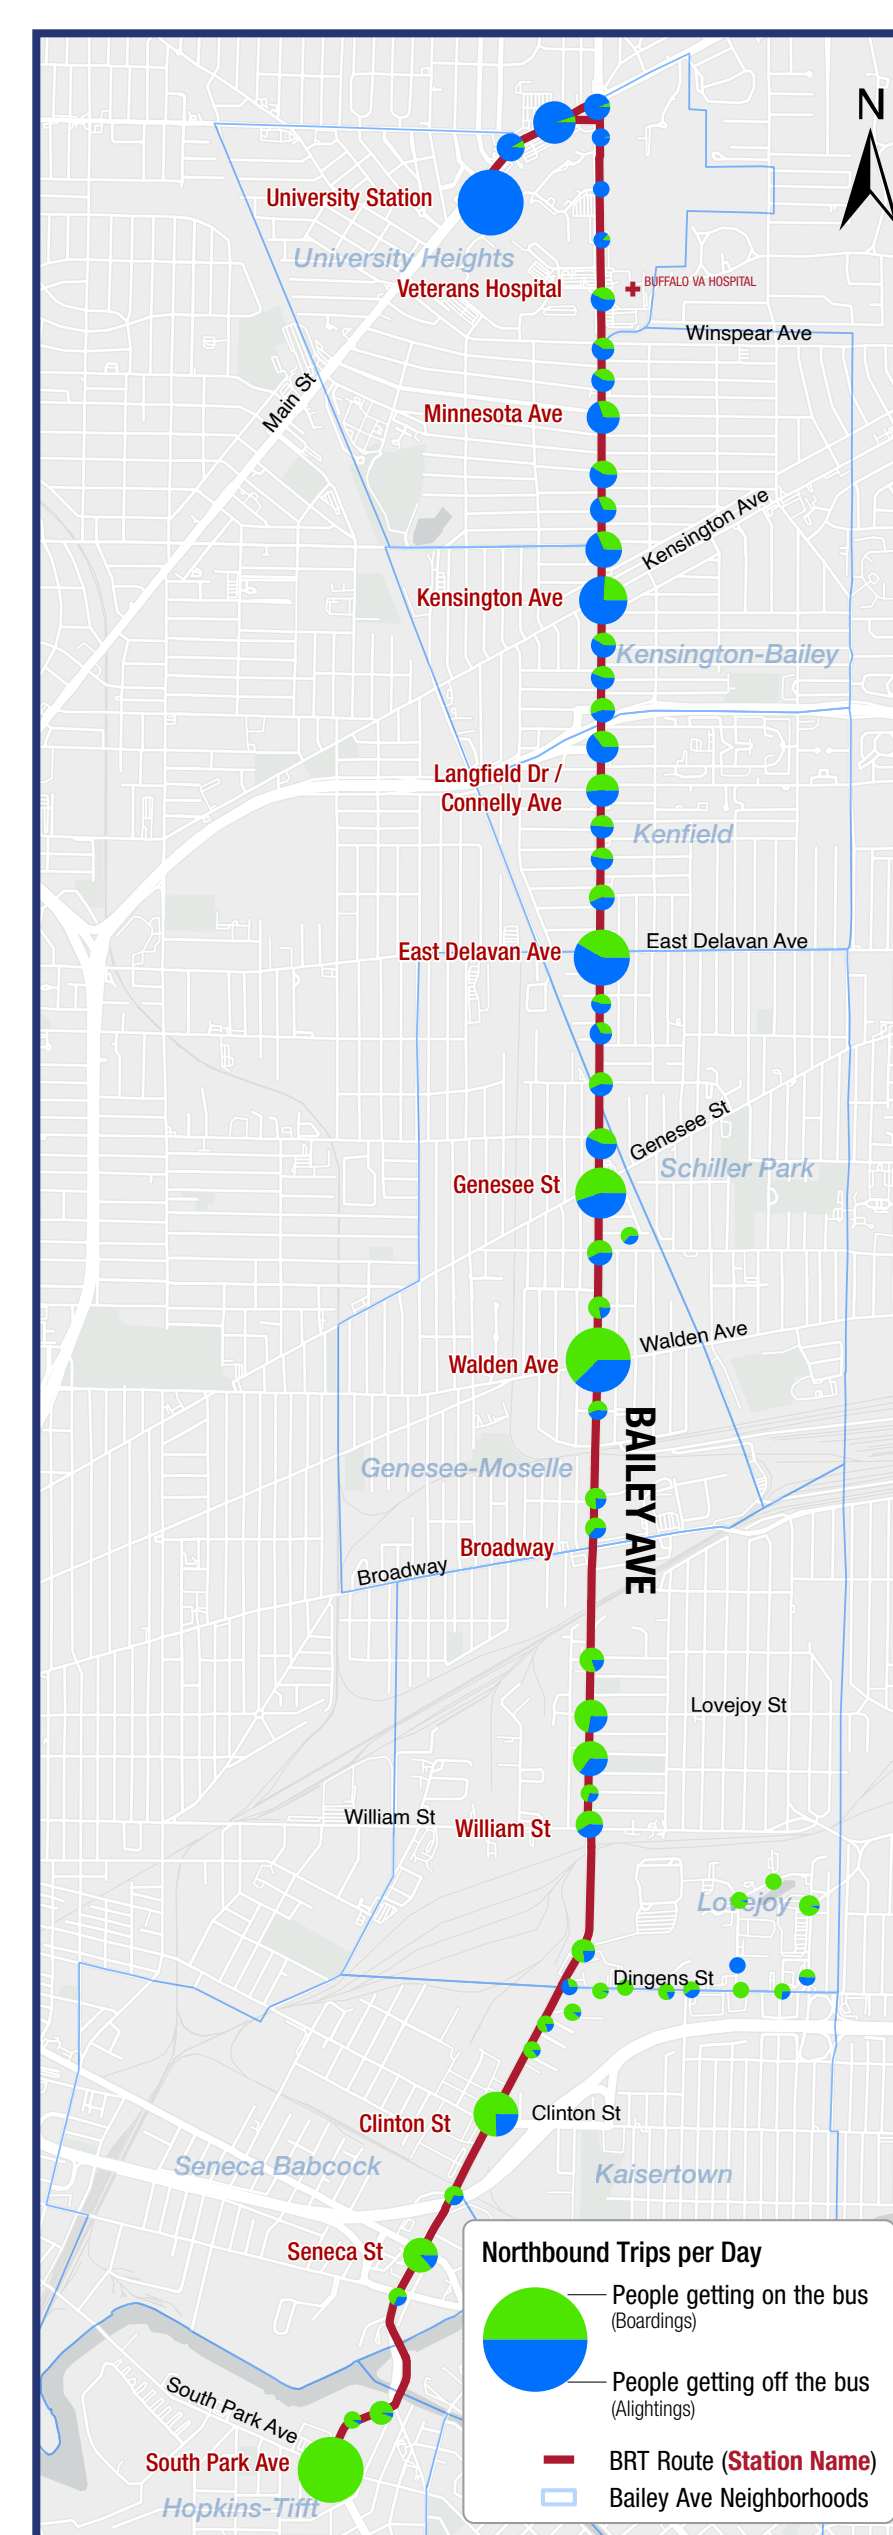 N
University Station
University Heights
Veterans Hospital
BUFFALO VA HOSPITAL
Winspear Ave
Main St
Minnesota Ave
Kensington Ave
Kensington Ave
Kensington-Bailey
Langfield Dr /
Connelly Ave
Kenfield
East Delavan Ave
East Delavan Ave
Genesee St
Schiller Park
Genesee St
Walden Ave
Walden Ave
BAILEY AVE
Genesee-Moselle
Broadway
Broadway
Lovejoy St
William St
William St
Lovejoy
Dingens St
Clinton St
Clinton St
Seneca Babcock
Kaisertown
Seneca St
South Park Ave
South Park Ave
Hopkins-Tifft
Northbound Trips per Day
People getting on the bus
(Boardings)
People getting off the bus
(Alightings)
BRT Route (Station Name)
Bailey Ave Neighborhoods